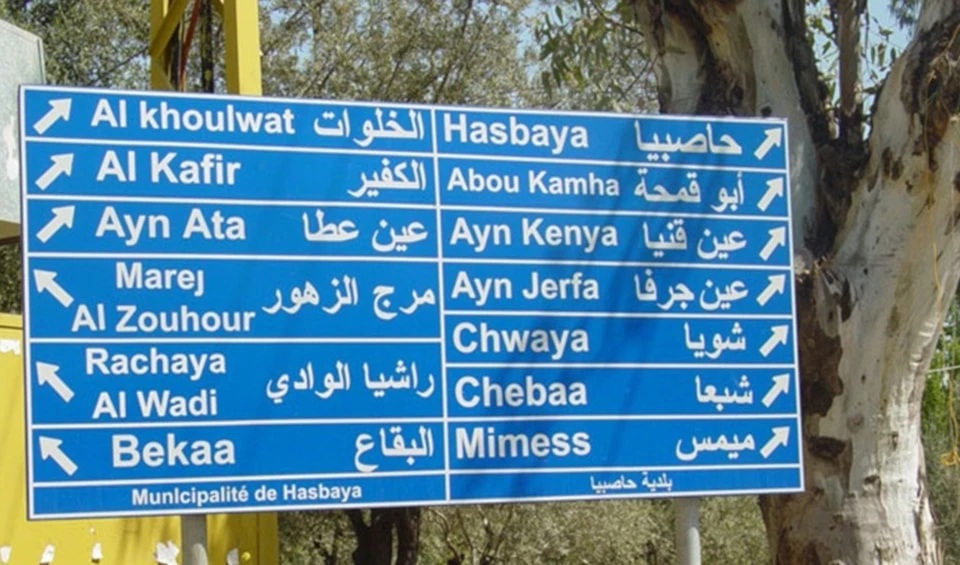 Al khoulwat الخلوات
Al Kafir الكفير
Ayn Ata عين عطا
Marej
Al Zouhour مرج الزهور
Rachaya
Al Wadi راشيا الوادي
Bekaa البقاع
Municipalité de Hasbaya
Hasbaya حاصبيا
Abou Kamha أبو قمحة
Ayn Kenya عين قنيا
Ayn Jerfa عين جرفا
Chwaya شويا
Chebaa شبعا
Mimess ميمس
بلدية حاصبيا